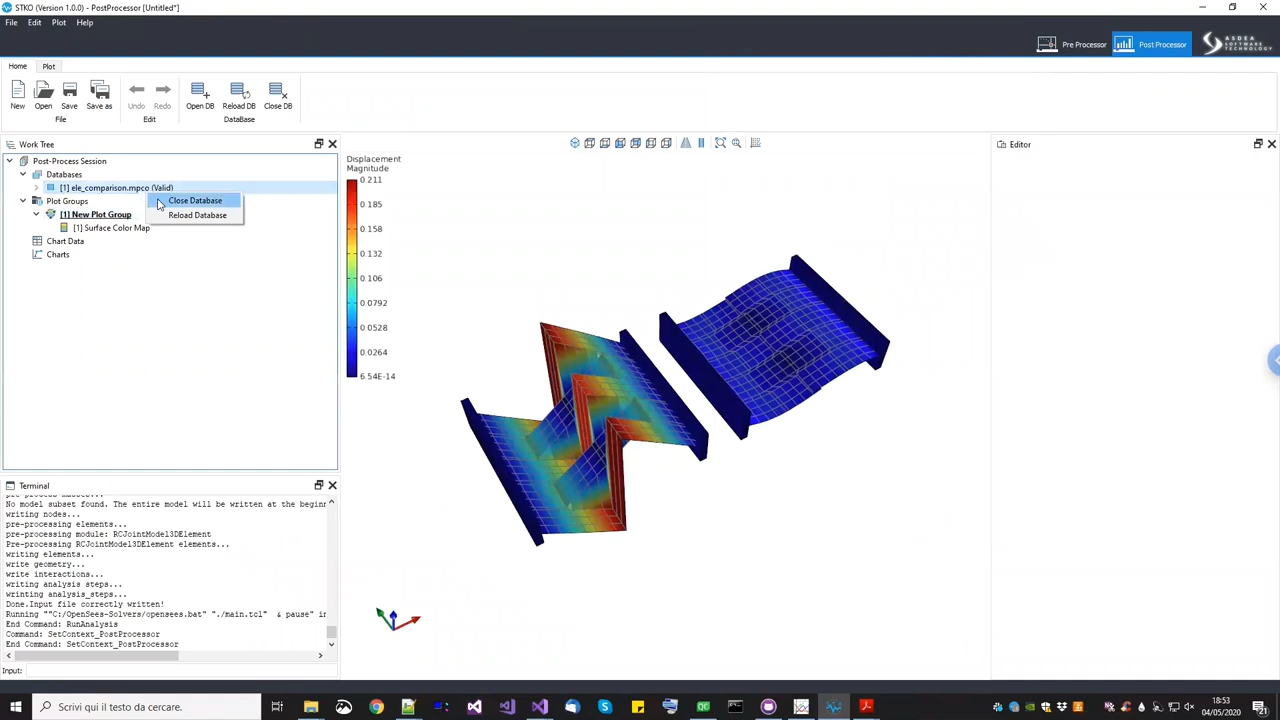 STKO (Version 1.0.0) - PostProcessor [Untitled*]
File Edit Plot Help
Pre Processor Post Processor ASDEA SOFTWARE TECHNOLOGY
Home Plot
New Open Save Save as Undo Redo Open DB Reload DB Close DB
File Edit DataBase
Work Tree
Post-Process Session
Databases
[1] ele_comparison.mpco (Valid)
Plot Groups
[1] New Plot Group
[1] Surface Color Map
Chart Data
Charts
Close Database
Reload Database
Displacement
Magnitude
0.211
0.185
0.158
0.132
0.106
0.0792
0.0528
0.0264
6.54E-14
Editor
Terminal
No model subset found. The entire model will be written at the beginn
writing nodes...
pre-processing elements...
pre-processing module: RCJointModel3DElement
Pre-processing RCJointModel3DElement elements...
writing elements...
write geometry...
writing interactions...
writing analysis steps...
wrinting analysis_steps...
Done.Input file correctly written!
Running ""C:/OpenSees-Solvers/opensees.bat" "./main.tcl" & pause" in
End Command: RunAnalysis
Command: SetContext_PostProcessor
End Command: SetContext_PostProcessor
Input:
Scrivi qui il testo da cercare.
18:53
04/05/2020